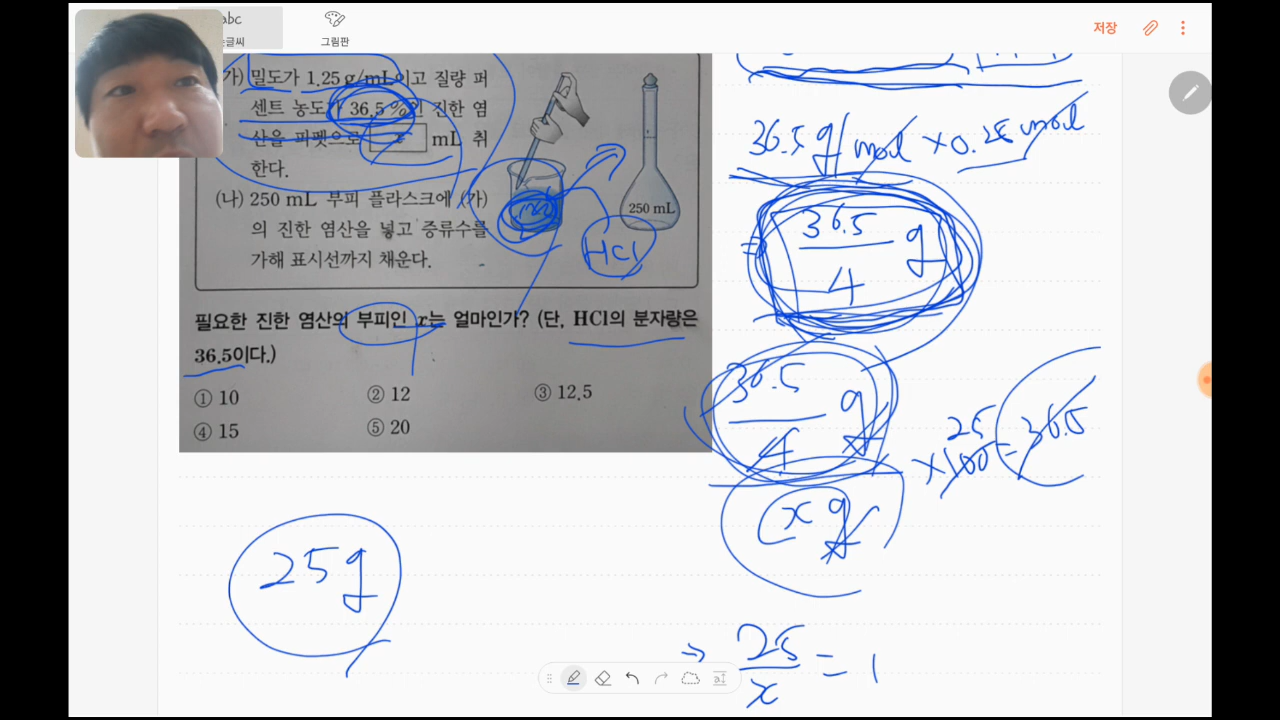 abc
손글씨
그림판
저장
가) 밀도가 1.25 g/mL이고 질량 퍼
센트 농도가 36.5 %인 진한 염
산을 피펫으로 x mL 취
한다.
(나) 250 mL 부피 플라스크에 (가)
의 진한 염산을 넣고 증류수를
가해 표시선까지 채운다.
250 mL
HCl
필요한 진한 염산의 부피인 x는 얼마인가? (단, HCl의 분자량은
36.5이다.)
① 10
② 12
③ 12.5
④ 15
⑤ 20
36.5 g/mol × 0.25 mol
⇒ 36.5
4 g
36.5
4 g
x g
× 100 = 36.5
25
25 g
→ 25
x = 1